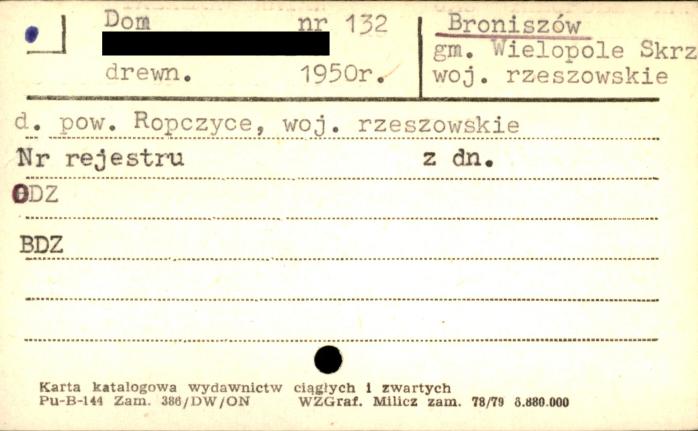 Dom nr 132
drewn. 1950r.
Broniszów
gm. Wielopole Skrz
woj. rzeszowskie
d. pow. Ropczyce, woj. rzeszowskie
Nr rejestru z dn.
ODZ
BDZ
Karta katalogowa wydawnictw ciągłych i zwartych
Pu-B-144 Zam. 386/DW/ON WZGraf. Milicz zam. 78/79 8.880.000